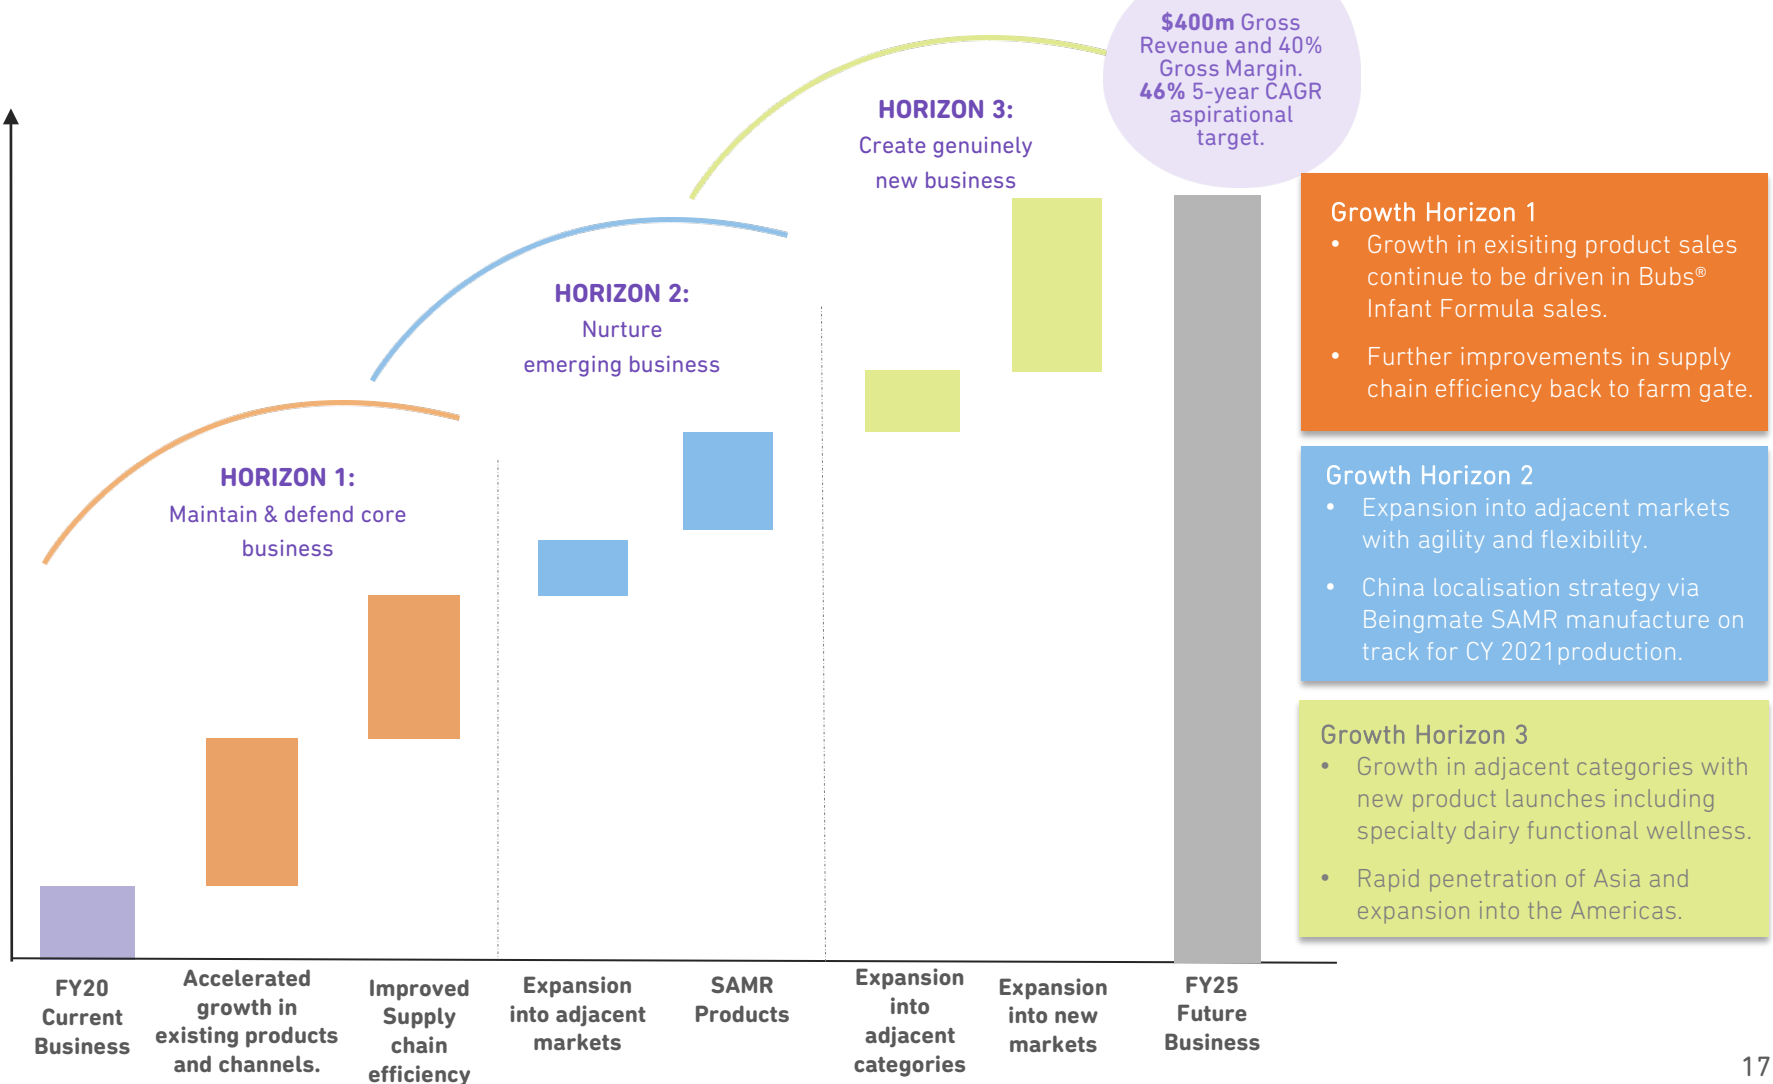 $400m Gross
Revenue and 40%
Gross Margin.
46% 5-year CAGR
aspirational
target.
HORIZON 3:
Create genuinely
new business
HORIZON 2:
Nurture
emerging business
HORIZON 1:
Maintain & defend core
business
Growth Horizon 1
• Growth in exisiting product sales
continue to be driven in Bubs®
Infant Formula sales.
• Further improvements in supply
chain efficiency back to farm gate.
Growth Horizon 2
• Expansion into adjacent markets
with agility and flexibility.
• China localisation strategy via
Beingmate SAMR manufacture on
track for CY 2021production.
Growth Horizon 3
• Growth in adjacent categories with
new product launches including
specialty dairy functional wellness.
• Rapid penetration of Asia and
expansion into the Americas.
FY20
Current
Business
Accelerated
growth in
existing products
and channels.
Improved
Supply
chain
efficiency
Expansion
into adjacent
markets
SAMR
Products
Expansion
into
adjacent
categories
Expansion
into new
markets
FY25
Future
Business
17